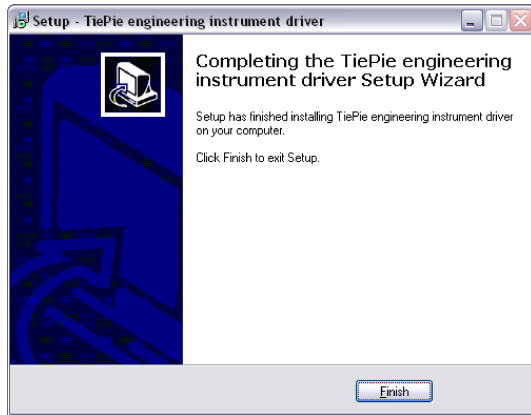 Setup - TiePie engineering instrument driver
Completing the TiePie engineering
instrument driver Setup Wizard
Setup has finished installing TiePie engineering instrument driver
on your computer.
Click Finish to exit Setup.
Finish